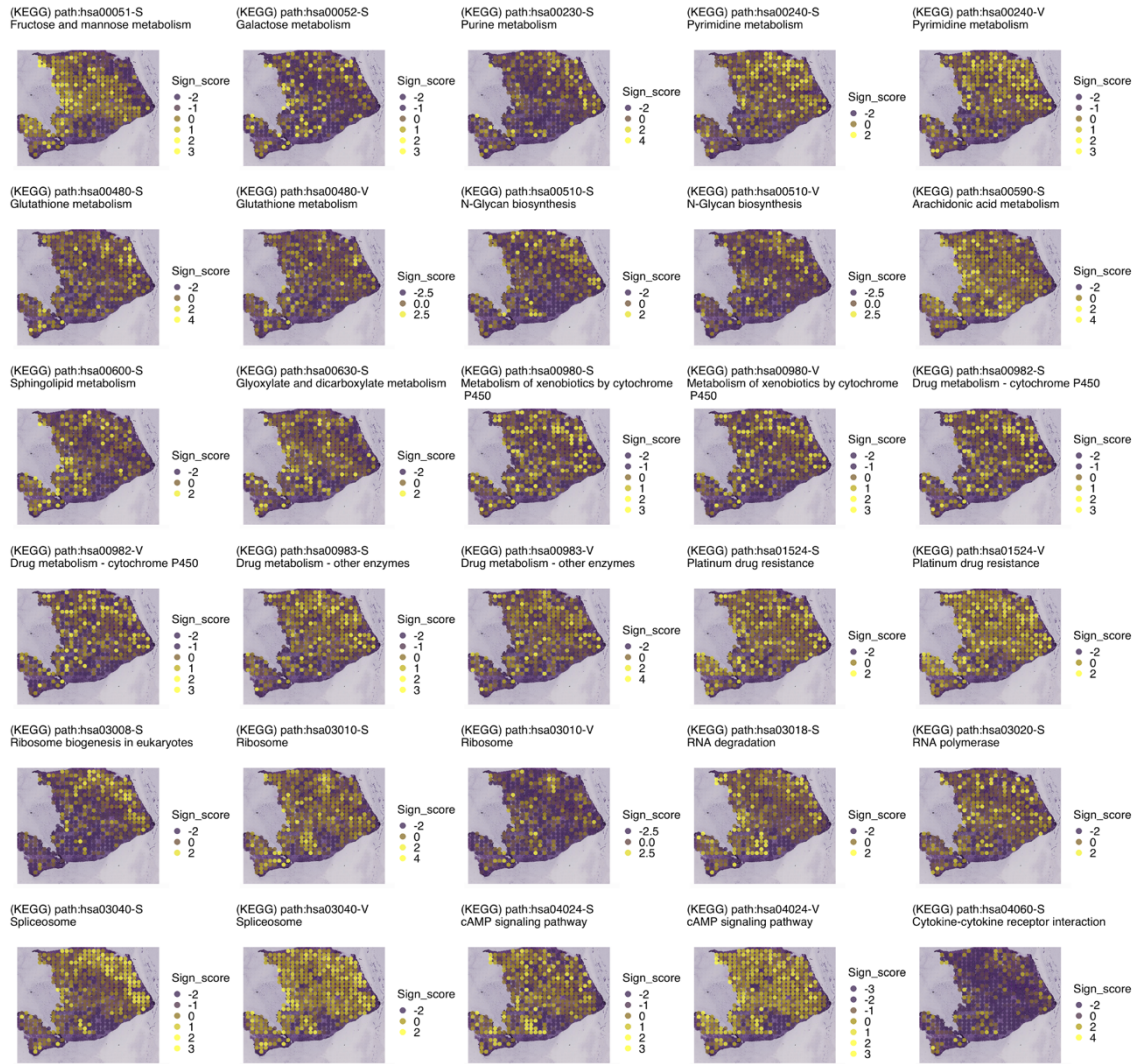 (KEGG) path:hsa00051-S
Fructose and mannose metabolism
Sign_score
-2
-1
0
1
2
3
(KEGG) path:hsa00052-S
Galactose metabolism
Sign_score
-2
-1
0
1
2
3
(KEGG) path:hsa00230-S
Purine metabolism
Sign_score
-2
0
2
4
(KEGG) path:hsa00240-S
Pyrimidine metabolism
Sign_score
-2
0
2
(KEGG) path:hsa00240-V
Pyrimidine metabolism
Sign_score
-2
-1
0
1
2
3
(KEGG) path:hsa00480-S
Glutathione metabolism
Sign_score
-2
0
2
4
(KEGG) path:hsa00480-V
Glutathione metabolism
Sign_score
-2.5
0.0
2.5
(KEGG) path:hsa00510-S
N-Glycan biosynthesis
Sign_score
-2
0
2
(KEGG) path:hsa00510-V
N-Glycan biosynthesis
Sign_score
-2.5
0.0
2.5
(KEGG) path:hsa00590-S
Arachidonic acid metabolism
Sign_score
-2
0
2
4
(KEGG) path:hsa00600-S
Sphingolipid metabolism
Sign_score
-2
0
2
(KEGG) path:hsa00630-S
Glyoxylate and dicarboxylate metabolism
Sign_score
-2
0
2
(KEGG) path:hsa00980-S
Metabolism of xenobiotics by cytochrome
P450
Sign_score
-2
-1
0
1
2
3
(KEGG) path:hsa00980-V
Metabolism of xenobiotics by cytochrome
P450
Sign_score
-2
-1
0
1
2
3
(KEGG) path:hsa00982-S
Drug metabolism - cytochrome P450
Sign_score
-2
-1
0
1
2
3
(KEGG) path:hsa00982-V
Drug metabolism - cytochrome P450
Sign_score
-2
-1
0
1
2
3
(KEGG) path:hsa00983-S
Drug metabolism - other enzymes
Sign_score
-2
-1
0
1
2
3
(KEGG) path:hsa00983-V
Drug metabolism - other enzymes
Sign_score
-2
0
2
4
(KEGG) path:hsa01524-S
Platinum drug resistance
Sign_score
-2
0
2
(KEGG) path:hsa01524-V
Platinum drug resistance
Sign_score
-2
0
2
(KEGG) path:hsa03008-S
Ribosome biogenesis in eukaryotes
Sign_score
-2
0
2
(KEGG) path:hsa03010-S
Ribosome
Sign_score
-2
0
2
4
(KEGG) path:hsa03010-V
Ribosome
Sign_score
-2.5
0.0
2.5
(KEGG) path:hsa03018-S
RNA degradation
Sign_score
-2
0
2
(KEGG) path:hsa03020-S
RNA polymerase
Sign_score
-2
0
2
(KEGG) path:hsa03040-S
Spliceosome
Sign_score
-2
-1
0
1
2
3
(KEGG) path:hsa03040-V
Spliceosome
Sign_score
-2
0
2
(KEGG) path:hsa04024-S
cAMP signaling pathway
Sign_score
-2
-1
0
1
2
3
(KEGG) path:hsa04024-V
cAMP signaling pathway
Sign_score
-3
-2
-1
0
1
2
3
(KEGG) path:hsa04060-S
Cytokine-cytokine receptor interaction
Sign_score
-2
0
2
4